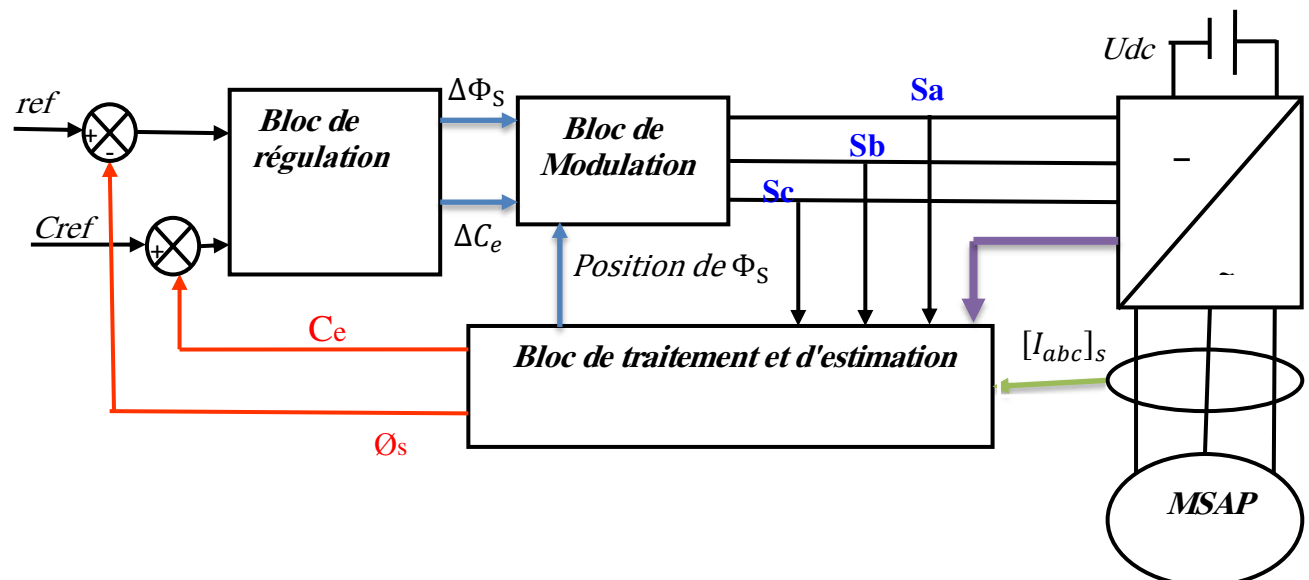 Udc
ref
+
-
Bloc de
régulation
ΔΦS
Bloc de
Modulation
Sa
Sb
Sc
–
~
Cref
+
ΔCe
Position de ΦS
Ce
Bloc de traitement et d'estimation
[Iabc]s
Øs
MSAP